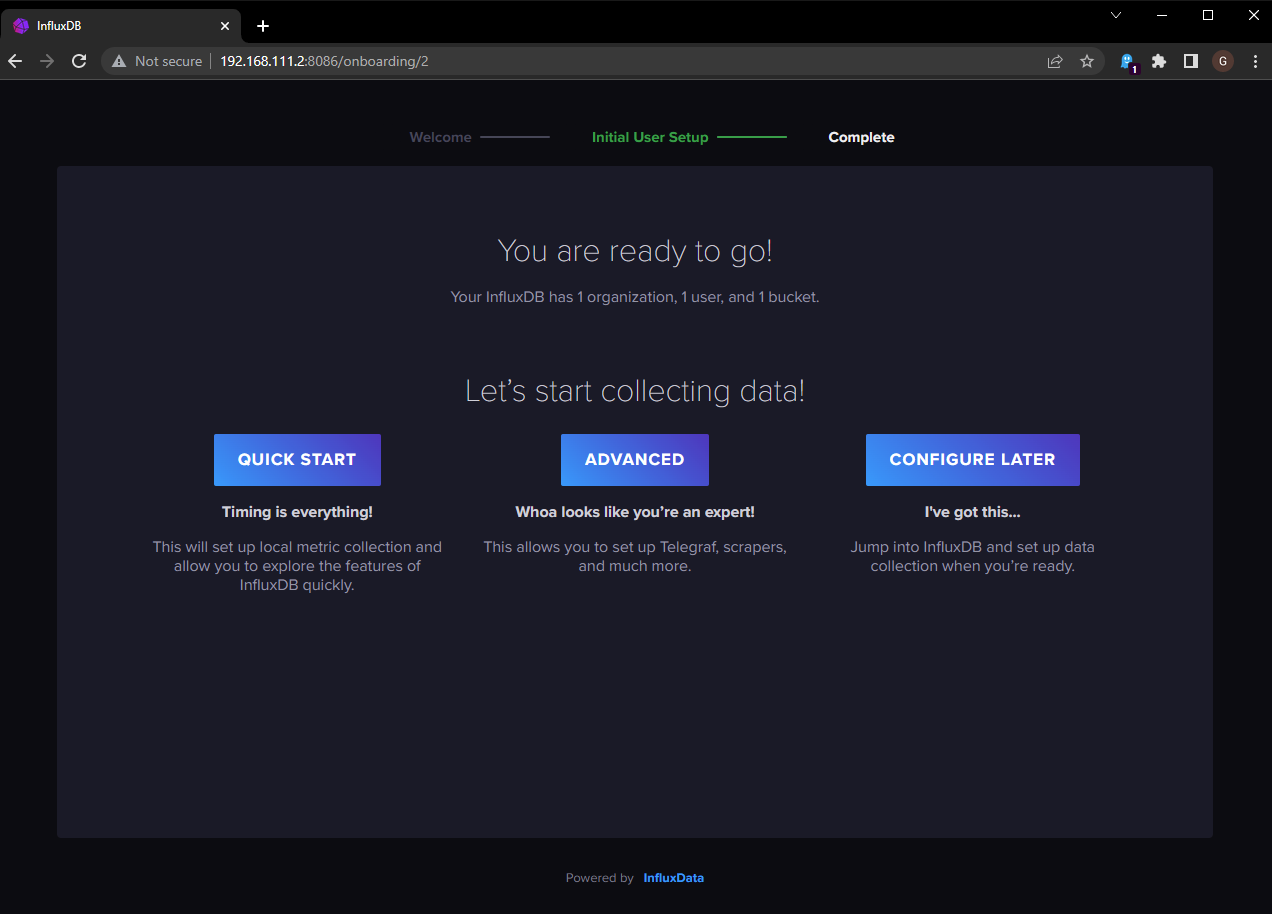 InfluxDB
Not secure 192.168.111.2:8086/onboarding/2
1
G
Welcome Initial User Setup Complete
You are ready to go!
Your InfluxDB has 1 organization, 1 user, and 1 bucket.
Let’s start collecting data!
QUICK START
Timing is everything!
This will set up local metric collection and
allow you to explore the features of
InfluxDB quickly.
ADVANCED
Whoa looks like you’re an expert!
This allows you to set up Telegraf, scrapers,
and much more.
CONFIGURE LATER
I've got this...
Jump into InfluxDB and set up data
collection when you’re ready.
Powered by InfluxData